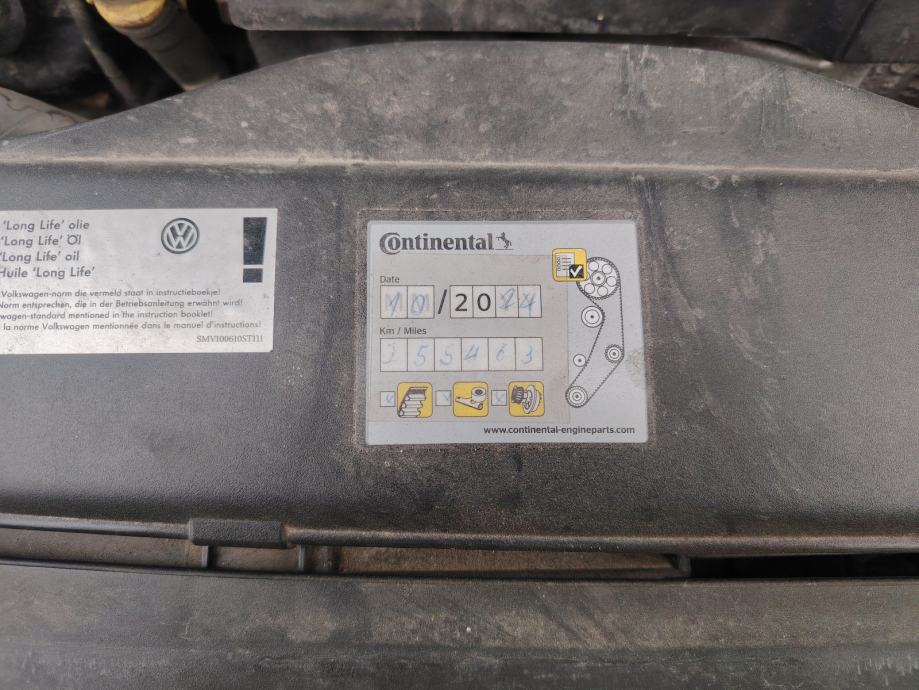 'Long Life' olie
'Long Life' Öl
'Long Life' oil
Huile 'Long Life'
Volkswagen-norm die vermeld staat in instructieboekje!
Norm entsprechen, die in der Betriebsanleitung erwähnt wird!
wagen-standard mentioned in the instruction booklet!
la norme Volkswagen mentionnée dans le manuel d'instructions!
SMVI00610ST111
!
Continental
Date
10/2024
Km / Miles
255463
www.continental-engineparts.com